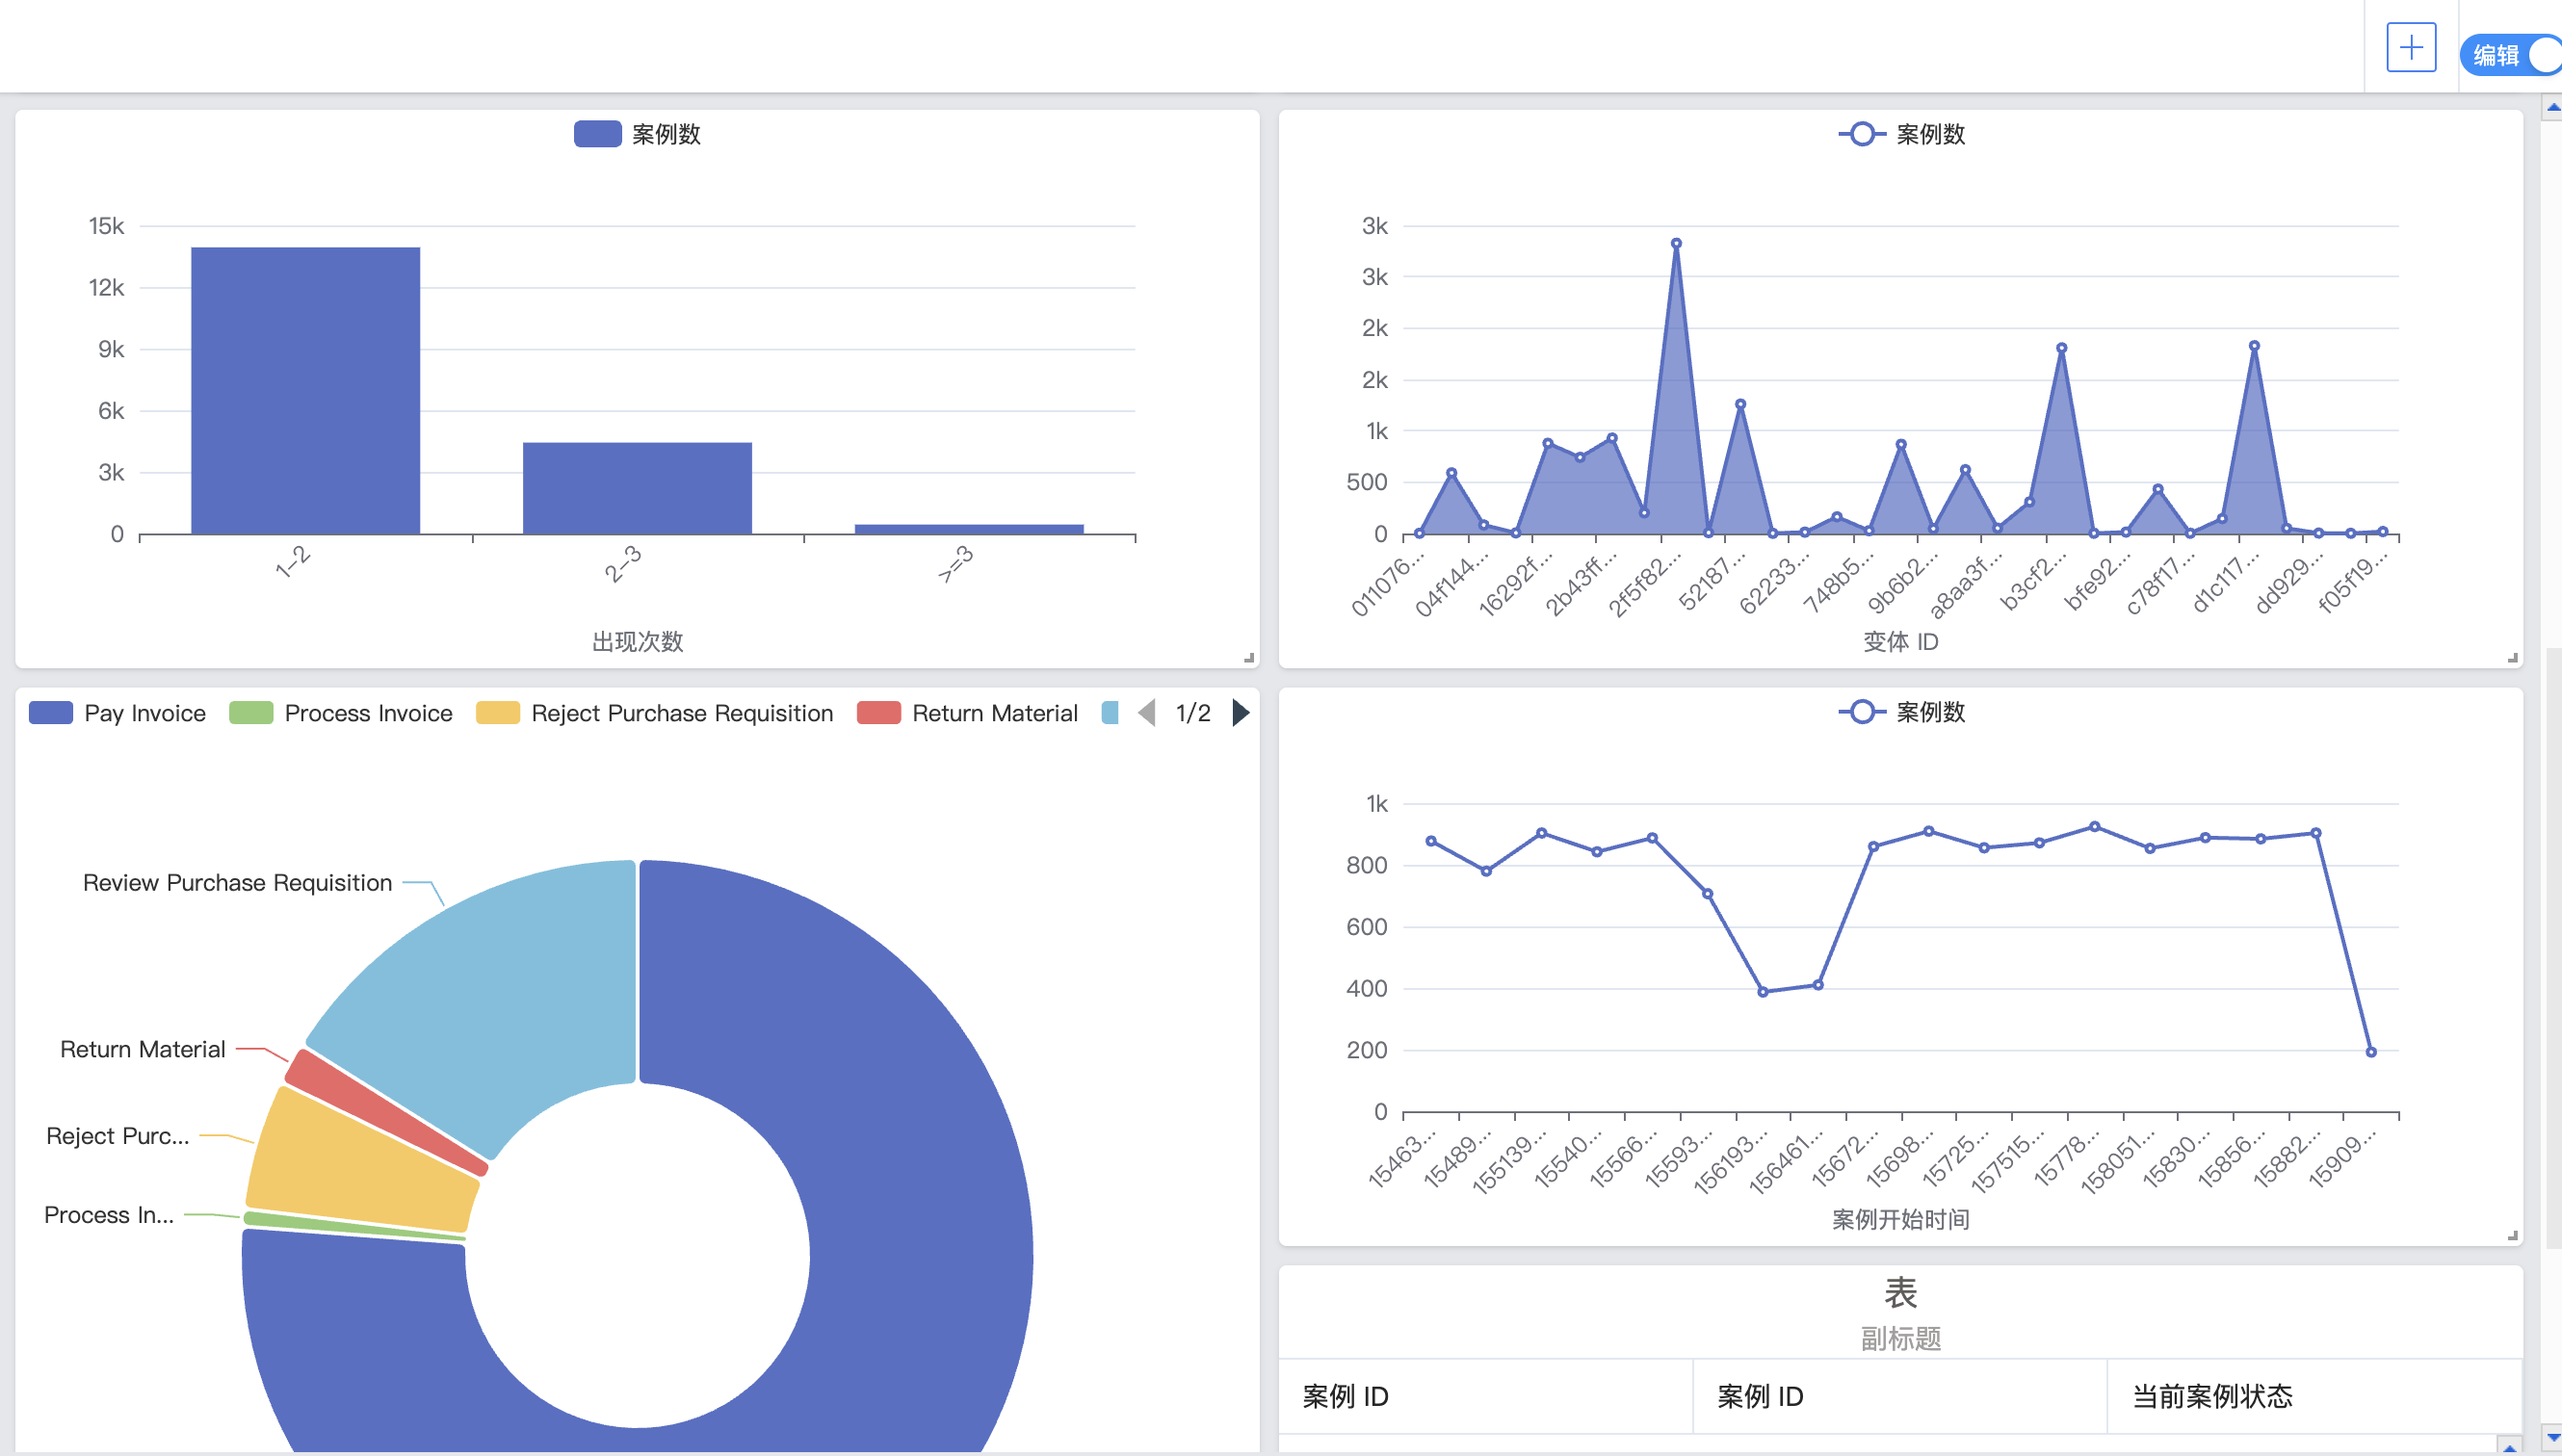 编辑
案例数
15k
12k
9k
6k
3k
0
1-2
2-3
>=3
出现次数
案例数
3k
3k
2k
2k
1k
500
0
011076...
04f144...
16292f...
2b43ff...
2f5f82...
52187...
62233...
748b5...
9b6b2...
a8aa3f...
b3cf2...
bfe92...
c78f17...
d1c117...
dd929...
f05f19...
变体 ID
Pay Invoice
Process Invoice
Reject Purchase Requisition
Return Material
1/2
Review Purchase Requisition
Return Material
Reject Purc...
Process In...
案例数
1k
800
600
400
200
0
15463...
15489...
155139...
15540...
15566...
15593...
156193...
156461...
15672...
15698...
15725...
157515...
15778...
158051...
15830...
15856...
15882...
15909...
案例开始时间
表
副标题
案例 ID
案例 ID
当前案例状态